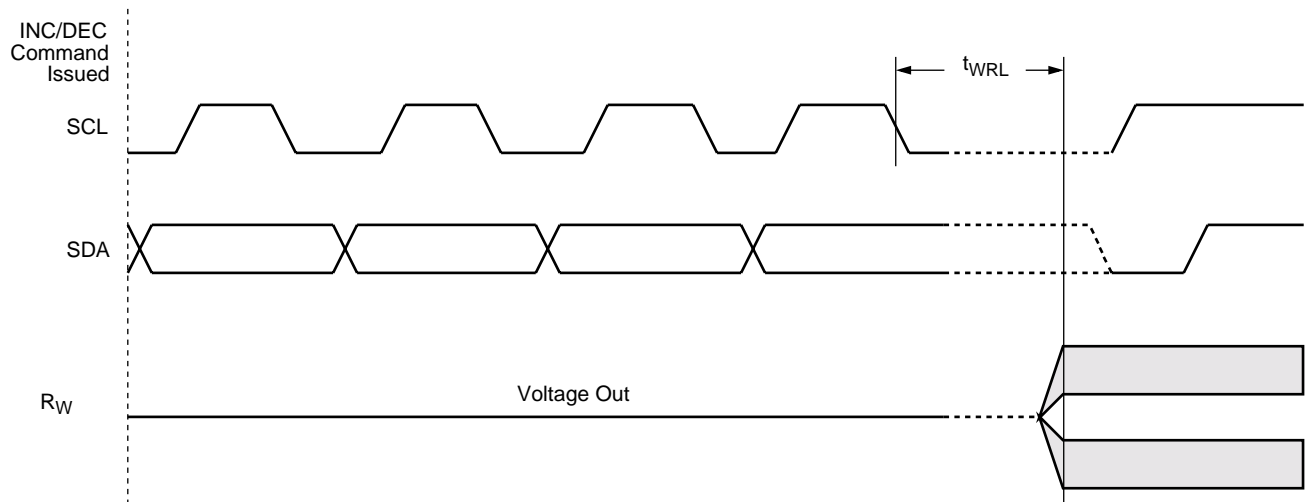 INC/DEC
Command
Issued
tWRL
SCL
SDA
Voltage Out
RW